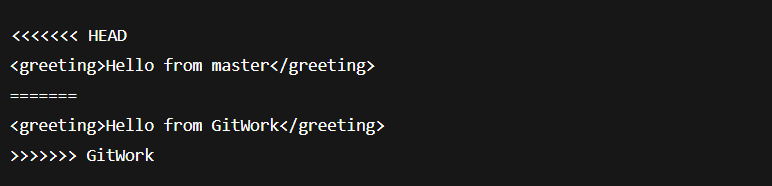 <<<<<<< HEAD
<greeting>Hello from master</greeting>
=======
<greeting>Hello from GitWork</greeting>
>>>>>>> GitWork